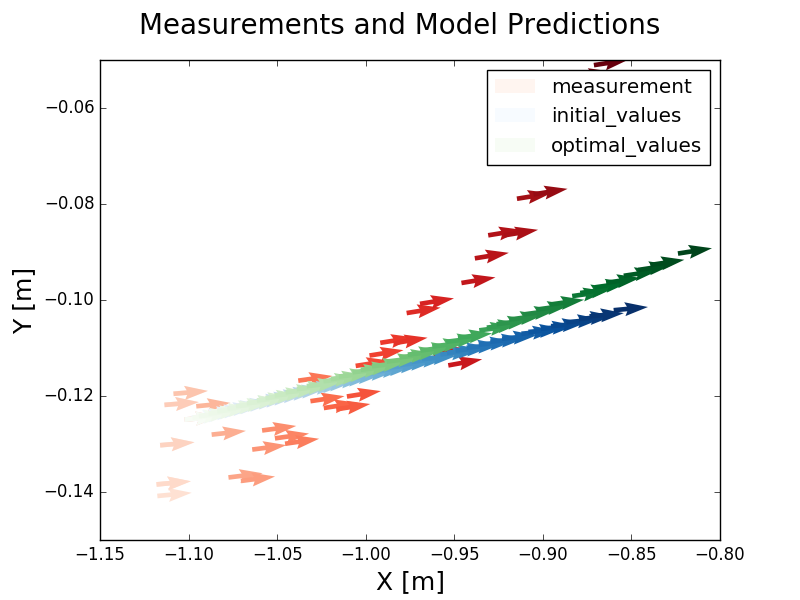 Measurements and Model Predictions
measurement
initial_values
optimal_values
−0.06
−0.08
−0.10
−0.12
−0.14
Y [m]
−1.15 −1.10 −1.05 −1.00 −0.95 −0.90 −0.85 −0.80
X [m]